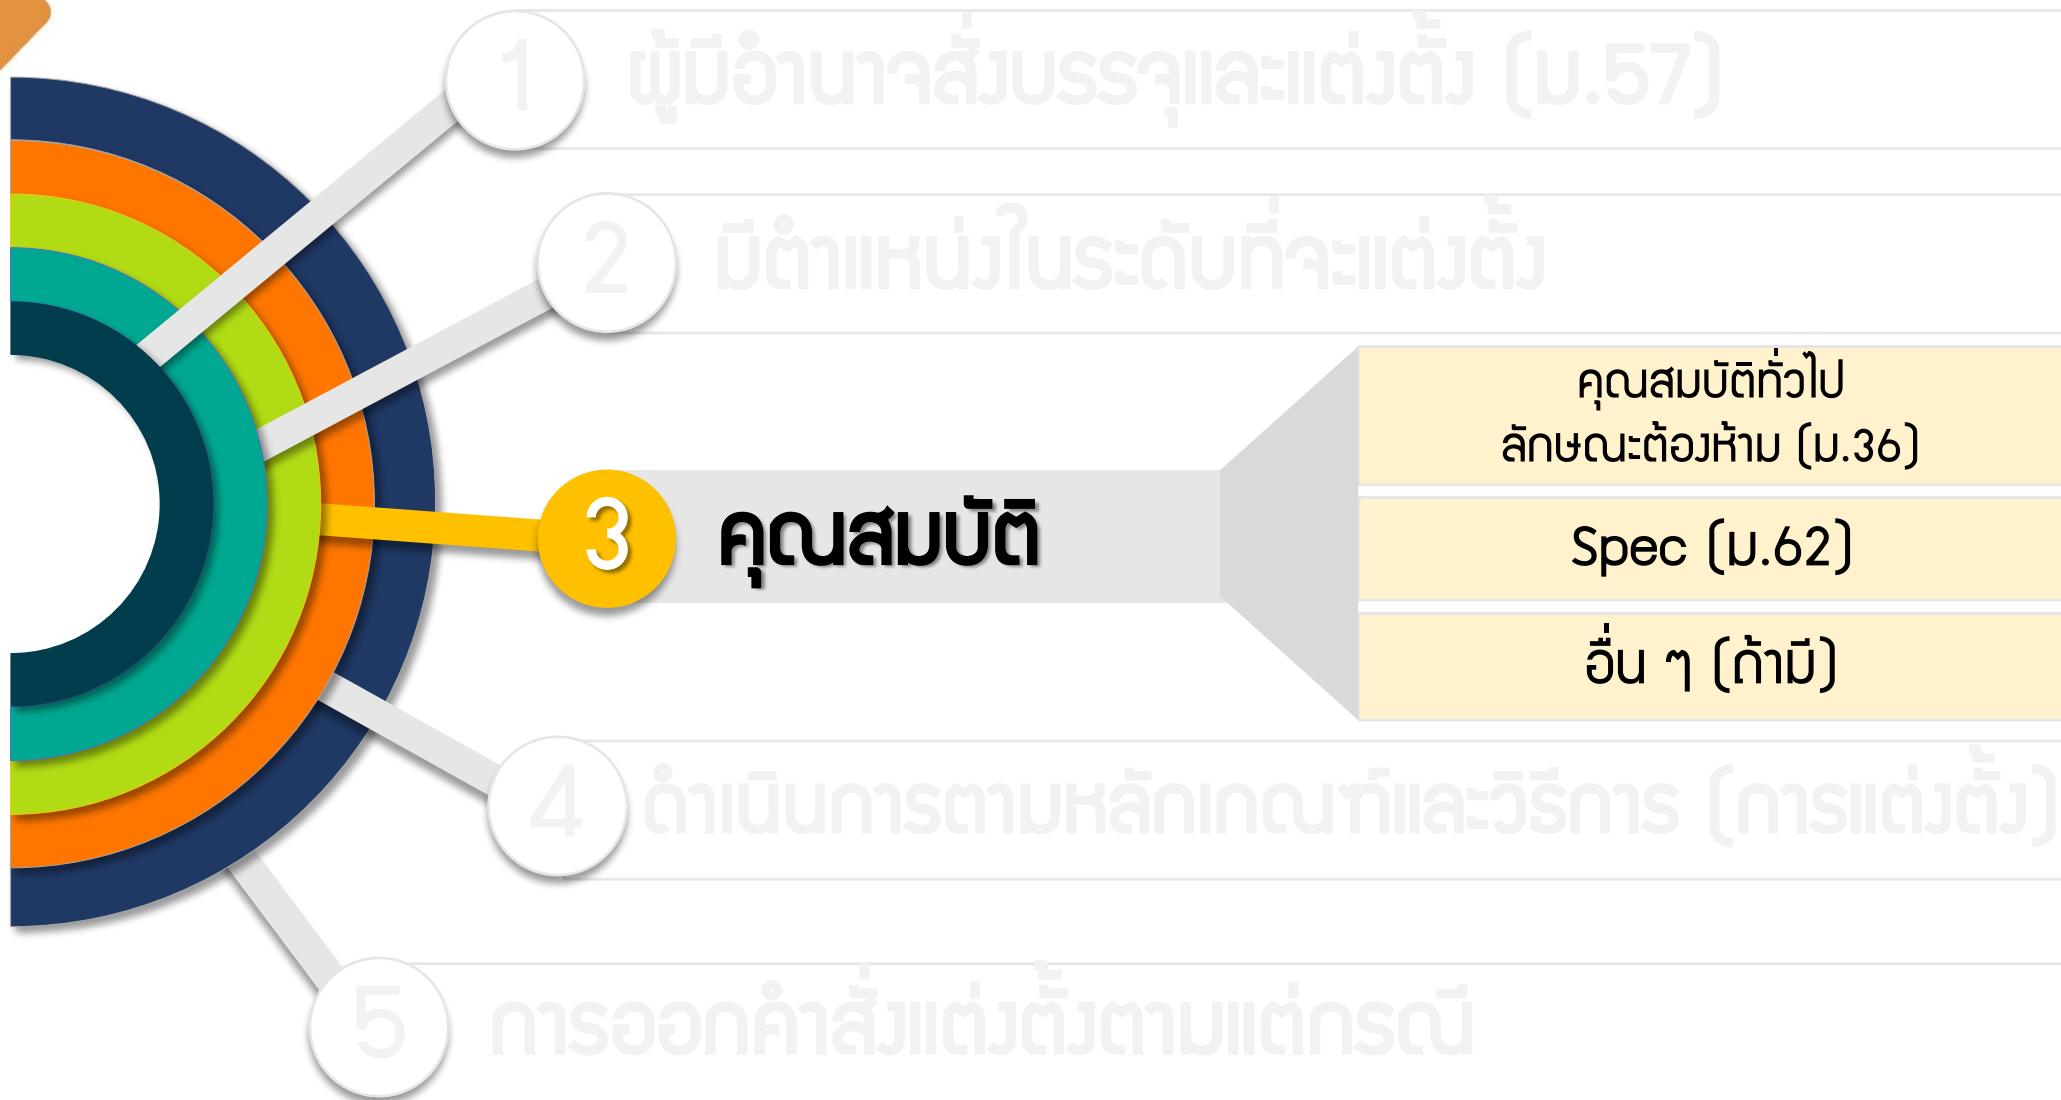 1 ผู้มีอำนาจสั่งบรรจุและแต่งตั้ง (ม.57)
2 มีตำแหน่งในระดับที่จะแต่งตั้ง
3 คุณสมบัติ
คุณสมบัติทั่วไป
ลักษณะต้องห้าม (ม.36)
Spec (ม.62)
อื่น ๆ (ถ้ามี)
4 ดำเนินการตามหลักเกณฑ์และวิธีการ (การแต่งตั้ง)
5 การออกคำสั่งแต่งตั้งตามแต่กรณี